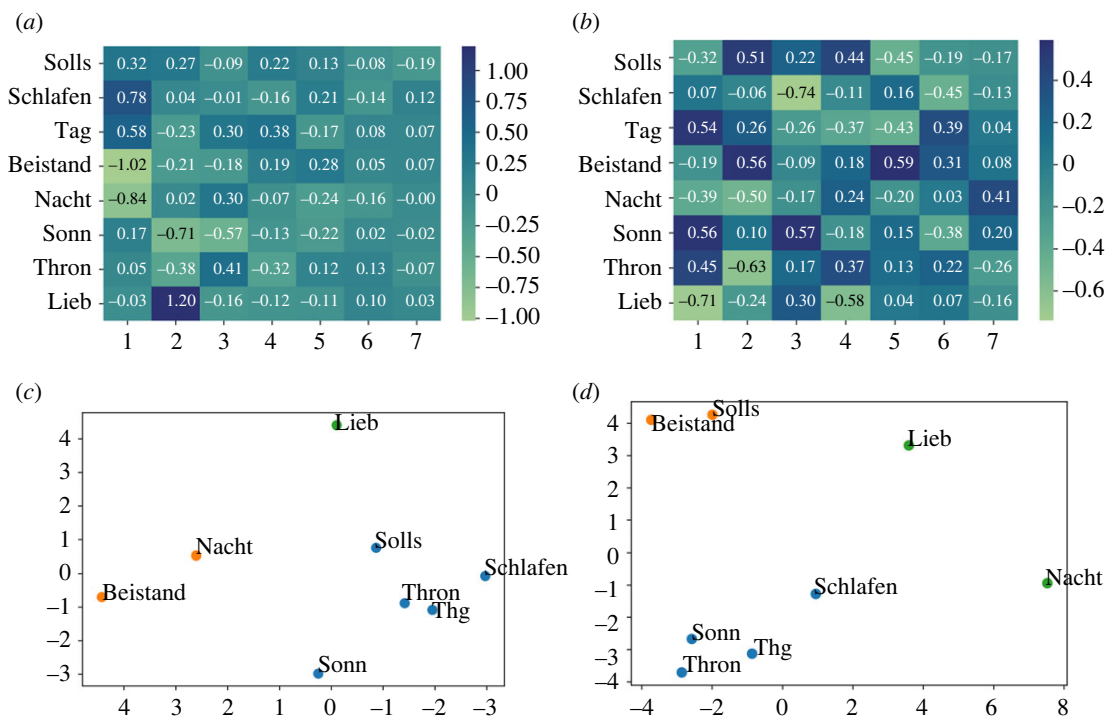 (a)
Solls 0.32 0.27 –0.09 0.22 0.13 –0.08 –0.19
Schlafen 0.78 0.04 –0.01 –0.16 0.21 –0.14 0.12
Tag 0.58 –0.23 0.30 0.38 –0.17 0.08 0.07
Beistand –1.02 –0.21 –0.18 0.19 0.28 0.05 0.07
Nacht –0.84 0.02 0.30 –0.07 –0.24 –0.16 –0.00
Sonn 0.17 –0.71 –0.57 –0.13 –0.22 0.02 –0.02
Thron 0.05 –0.38 0.41 –0.32 0.12 0.13 –0.07
Lieb –0.03 1.20 –0.16 –0.12 –0.11 0.10 0.03
1 2 3 4 5 6 7
1.00
0.75
0.50
0.25
0
–0.25
–0.50
–0.75
–1.00
(b)
Solls –0.32 0.51 0.22 0.44 –0.45 –0.19 –0.17
Schlafen 0.07 –0.06 –0.74 –0.11 0.16 –0.45 –0.13
Tag 0.54 0.26 –0.26 –0.37 –0.43 0.39 0.04
Beistand –0.19 0.56 –0.09 0.18 0.59 0.31 0.08
Nacht –0.39 –0.50 –0.17 0.24 –0.20 0.03 0.41
Sonn 0.56 0.10 0.57 –0.18 0.15 –0.38 0.20
Thron 0.45 –0.63 0.17 0.37 0.13 0.22 –0.26
Lieb –0.71 –0.24 0.30 –0.58 0.04 0.07 –0.16
1 2 3 4 5 6 7
0.4
0.2
0
–0.2
–0.4
–0.6
(c)
4
3
2
1
0
–1
–2
–3
Lieb
Nacht
Solls
Schlafen
Beistand
Thron
Thg
Sonn
4 3 2 1 0 –1 –2 –3
(d)
4
3
2
1
0
–1
–2
–3
–4
Solls
Beistand
Lieb
Schlafen
Nacht
Sonn
Thg
Thron
–4 –2 0 2 4 6 8